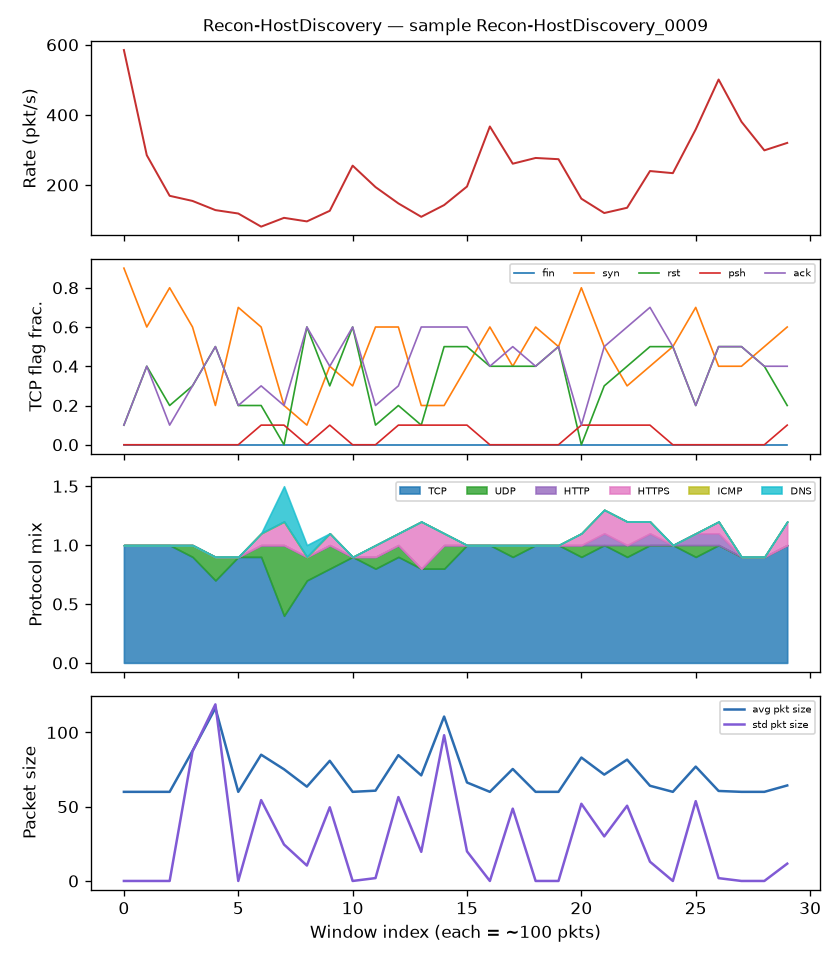 Recon-HostDiscovery — sample Recon-HostDiscovery_0009
600
400
200
Rate (pkt/s)
fin syn rst psh ack
0.8
0.6
0.4
0.2
0.0
TCP flag frac.
TCP UDP HTTP HTTPS ICMP DNS
1.5
1.0
0.5
0.0
Protocol mix
avg pkt size
std pkt size
100
50
0
Packet size
0 5 10 15 20 25 30
Window index (each = ~100 pkts)